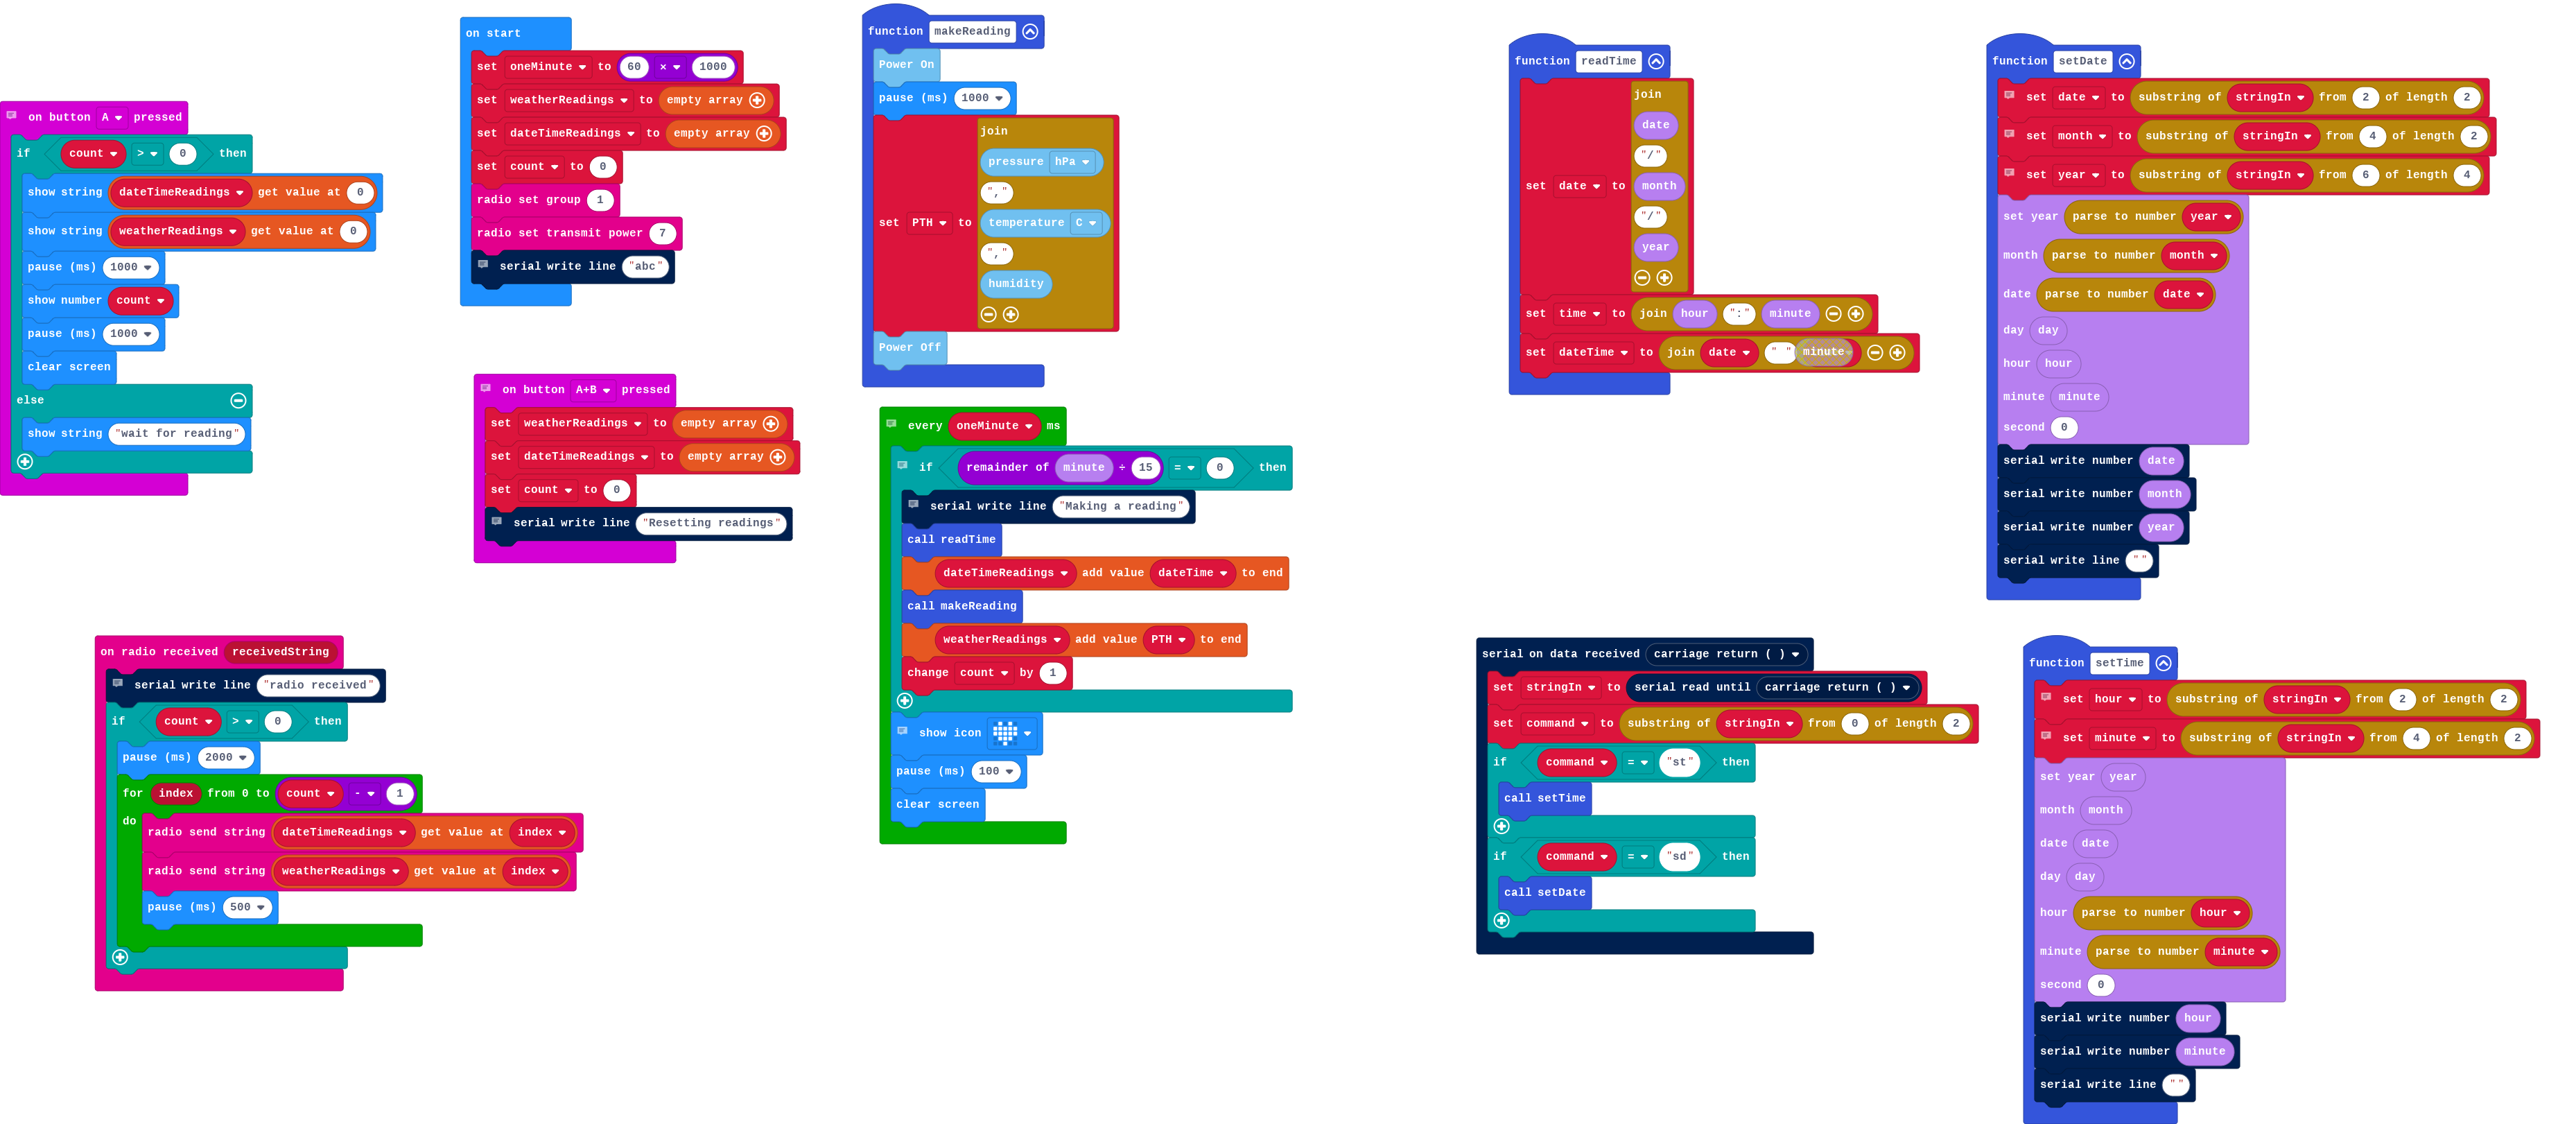 on button A pressed
if count > 0 then
show string dateTimeReadings get value at 0
show string weatherReadings get value at 0
pause (ms) 1000
show number count
pause (ms) 1000
clear screen
else
show string "wait for reading"
on start
set oneMinute to 60 × 1000
set weatherReadings to empty array
set dateTimeReadings to empty array
set count to 0
radio set group 1
radio set transmit power 7
serial write line "abc"
on button A+B pressed
set weatherReadings to empty array
set dateTimeReadings to empty array
set count to 0
serial write line "Resetting readings"
on radio received receivedString
serial write line "radio received"
if count > 0 then
pause (ms) 2000
for index from 0 to count - 1
do
radio send string dateTimeReadings get value at index
radio send string weatherReadings get value at index
pause (ms) 500
function makeReading
Power On
pause (ms) 1000
set PTH to
join
pressure hPa
","
temperature C
","
humidity
Power Off
every oneMinute ms
if remainder of minute ÷ 15 = 0 then
serial write line "Making a reading"
call readTime
dateTimeReadings add value dateTime to end
call makeReading
weatherReadings add value PTH to end
change count by 1
show icon
pause (ms) 100
clear screen
function readTime
set date to
join
date
"/"
month
"/"
year
set time to join hour ":" minute
set dateTime to join date " " minute
serial on data received carriage return ( )
set stringIn to serial read until carriage return ( )
set command to substring of stringIn from 0 of length 2
if command = "st" then
call setTime
if command = "sd" then
call setDate
function setDate
set date to substring of stringIn from 2 of length 2
set month to substring of stringIn from 4 of length 2
set year to substring of stringIn from 6 of length 4
set year parse to number year
month parse to number month
date parse to number date
day day
hour hour
minute minute
second 0
serial write number date
serial write number month
serial write number year
serial write line ""
function setTime
set hour to substring of stringIn from 2 of length 2
set minute to substring of stringIn from 4 of length 2
set year year
month month
date date
day day
hour parse to number hour
minute parse to number minute
second 0
serial write number hour
serial write number minute
serial write line ""